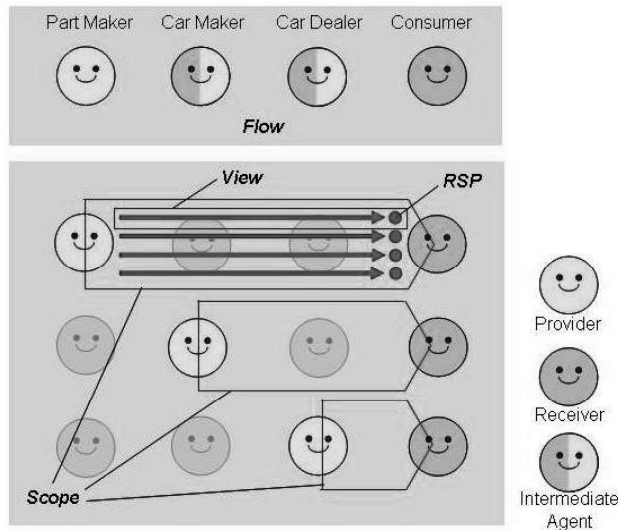 Part Maker Car Maker Car Dealer Consumer
Flow
View RSP
Scope
Provider
Receiver
Intermediate
Agent